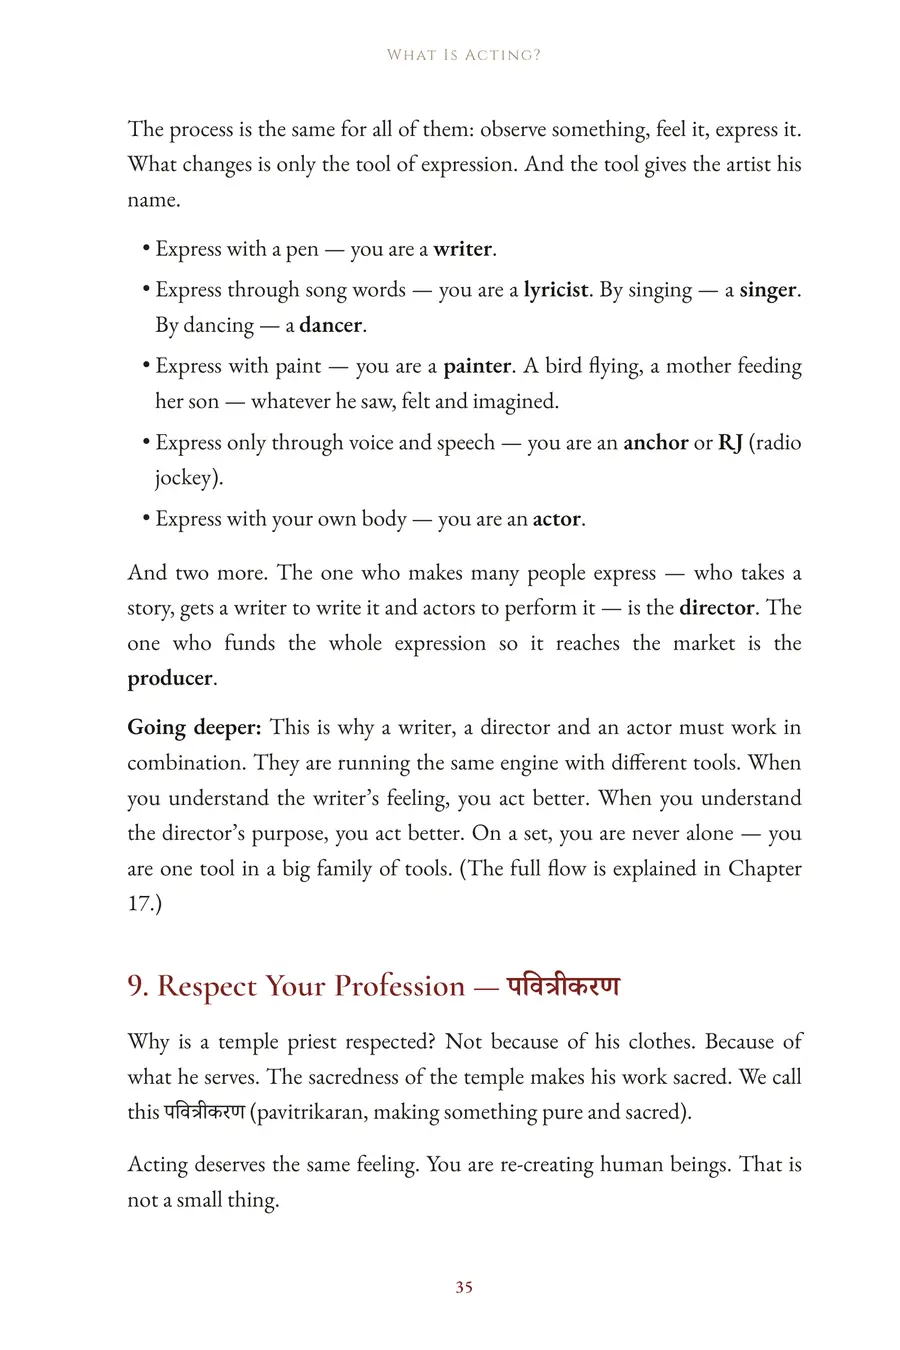 What Is Acting?
The process is the same for all of them: observe something, feel it, express it.
What changes is only the tool of expression. And the tool gives the artist his
name.
• Express with a pen — you are a writer.
• Express through song words — you are a lyricist. By singing — a singer.
By dancing — a dancer.
• Express with paint — you are a painter. A bird flying, a mother feeding
her son — whatever he saw, felt and imagined.
• Express only through voice and speech — you are an anchor or RJ (radio
jockey).
• Express with your own body — you are an actor.
And two more. The one who makes many people express — who takes a
story, gets a writer to write it and actors to perform it — is the director. The
one who funds the whole expression so it reaches the market is the
producer.
Going deeper: This is why a writer, a director and an actor must work in
combination. They are running the same engine with different tools. When
you understand the writer’s feeling, you act better. When you understand
the director’s purpose, you act better. On a set, you are never alone — you
are one tool in a big family of tools. (The full flow is explained in Chapter
17.)
9. Respect Your Profession — पवित्रीकरण
Why is a temple priest respected? Not because of his clothes. Because of
what he serves. The sacredness of the temple makes his work sacred. We call
this पवित्रीकरण (pavitrikaran, making something pure and sacred).
Acting deserves the same feeling. You are re-creating human beings. That is
not a small thing.
35